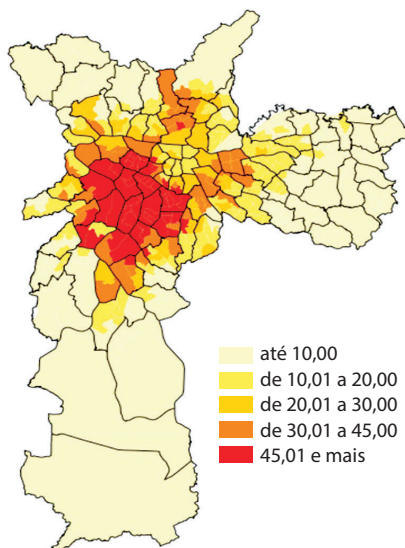 até 10,00
de 10,01 a 20,00
de 20,01 a 30,00
de 30,01 a 45,00
45,01 e mais